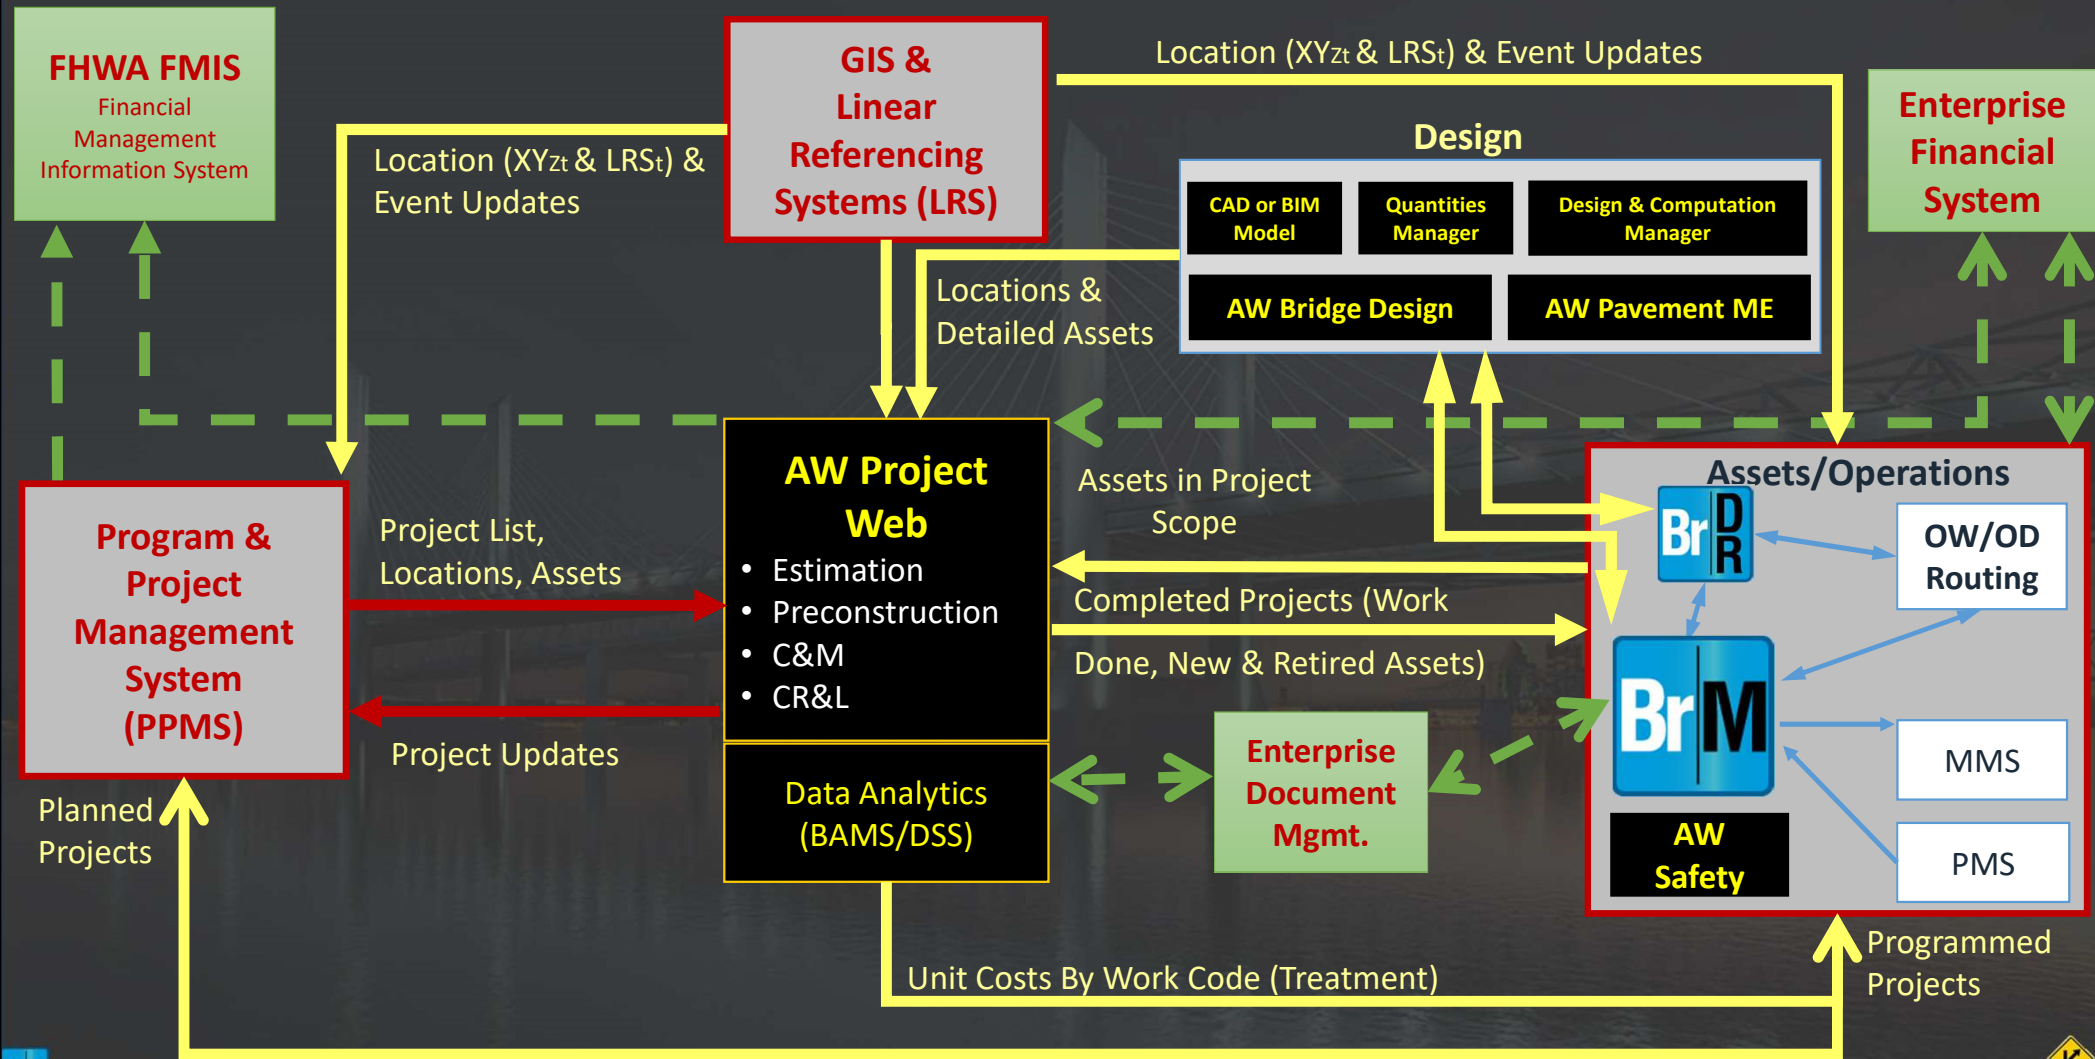 FHWA FMIS
Financial
Management
Information System
GIS &
Linear
Referencing
Systems (LRS)
Location (XYZt & LRSt) & Event Updates
Enterprise
Financial
System
Location (XYZt & LRSt) &
Event Updates
Design
CAD or BIM
Model
Quantities
Manager
Design & Computation
Manager
AW Bridge Design
AW Pavement ME
Locations &
Detailed Assets
Program &
Project
Management
System
(PPMS)
Project List,
Locations, Assets
Project Updates
AW Project
Web
• Estimation
• Preconstruction
• C&M
• CR&L
Data Analytics
(BAMS/DSS)
Assets in Project
Scope
Completed Projects (Work
Done, New & Retired Assets)
Enterprise
Document
Mgmt.
Assets/Operations
Br D
R
OW/OD
Routing
BrM
MMS
PMS
AW
Safety
Planned
Projects
Unit Costs By Work Code (Treatment)
Programmed
Projects